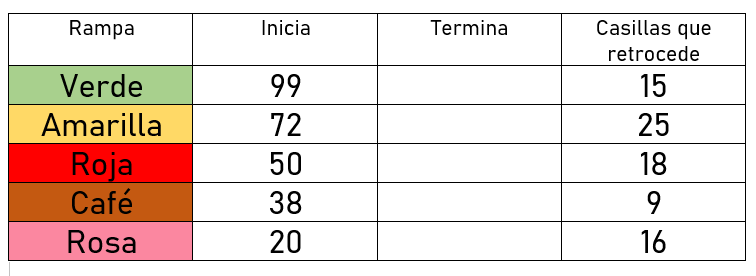 Rampa Inicia Termina Casillas que
retrocede
Verde 99 15
Amarilla 72 25
Roja 50 18
Café 38 9
Rosa 20 16